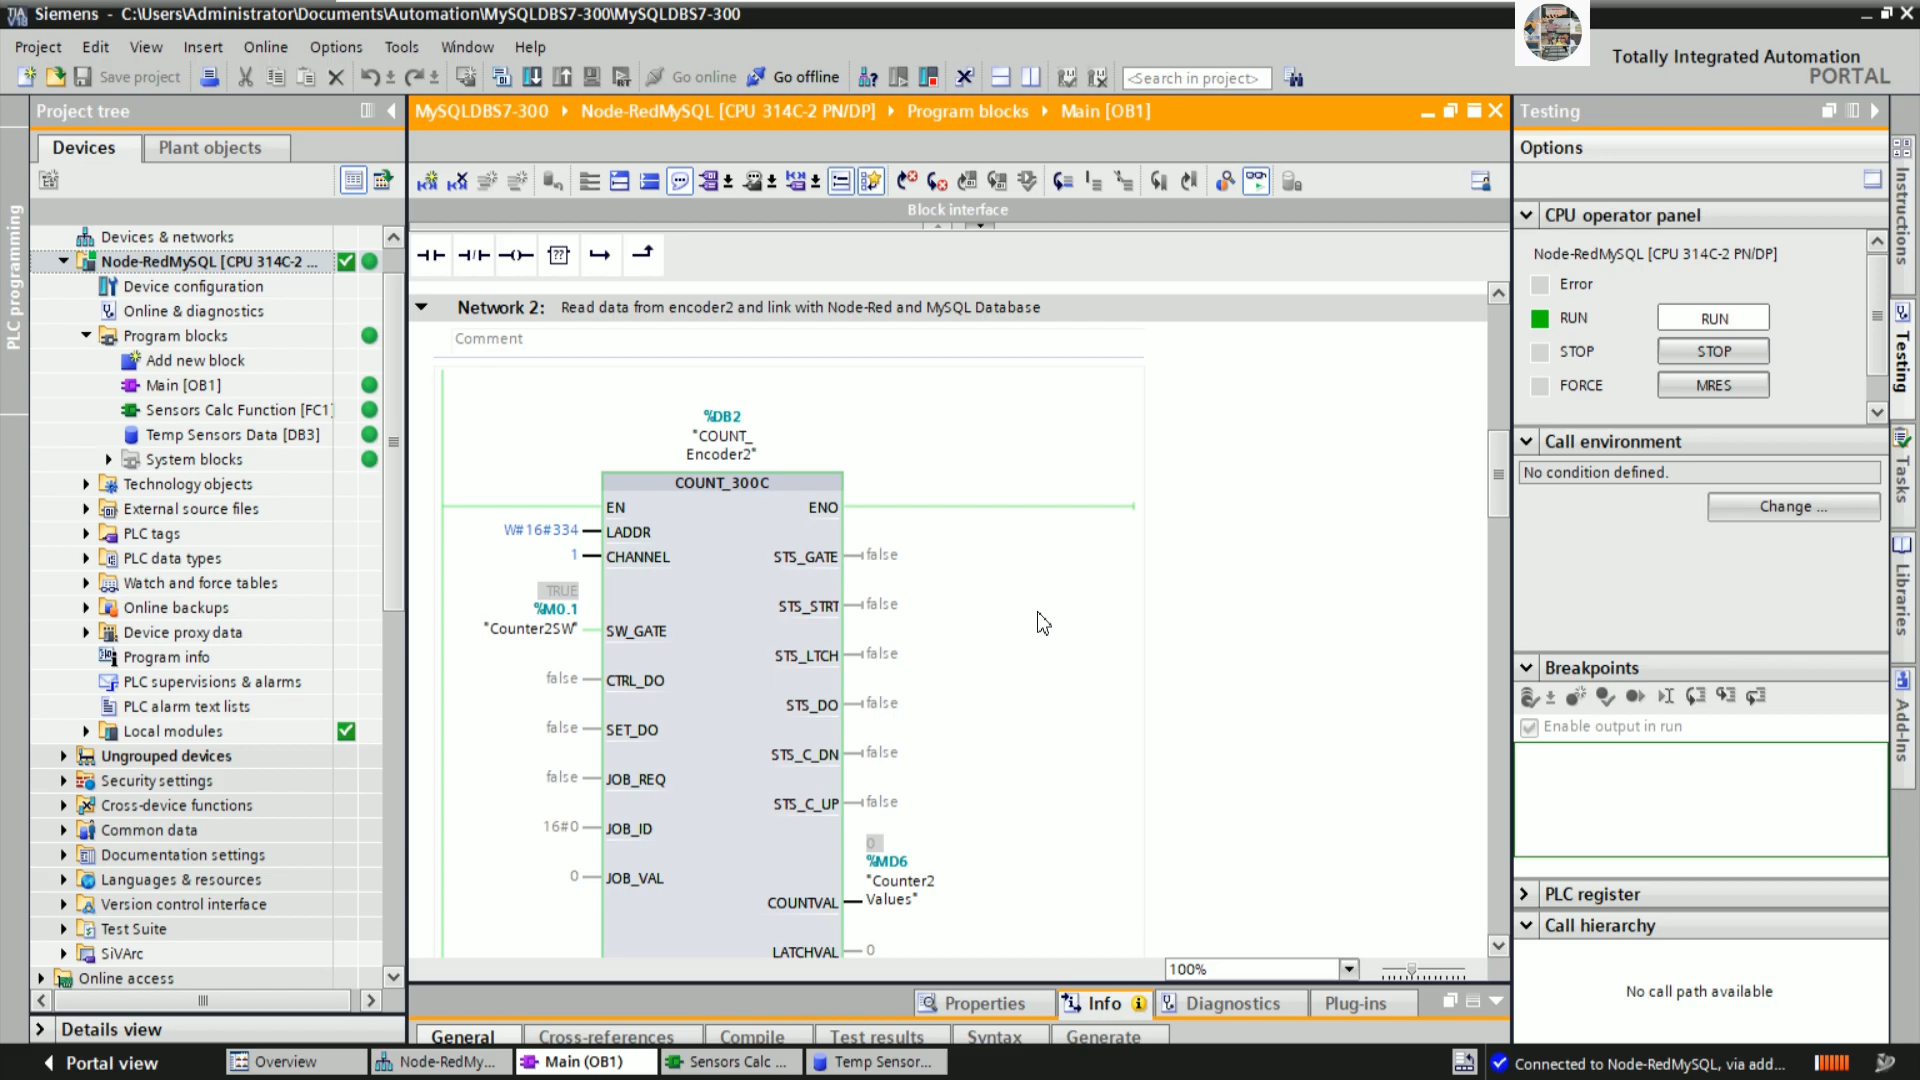 Siemens - C:\Users\Administrator\Documents\Automation\MySQLDBS7-300\MySQLDBS7-300
Project Edit View Insert Online Options Tools Window Help
Totally Integrated Automation
PORTAL
Save project
Go online
Go offline
<Search in project>
Project tree
MySQLDBS7-300 Node-RedMySQL [CPU 314C-2 PN/DP] Program blocks Main [OB1]
Testing
Devices
Plant objects
Options
Block interface
PLC programming
Devices & networks
Node-RedMySQL [CPU 314C-2 ...
Device configuration
Online & diagnostics
Program blocks
Add new block
Main [OB1]
Sensors Calc Function [FC1]
Temp Sensors Data [DB3]
System blocks
Technology objects
External source files
PLC tags
PLC data types
Watch and force tables
Online backups
Device proxy data
Program info
PLC supervisions & alarms
PLC alarm text lists
Local modules
Ungrouped devices
Security settings
Cross-device functions
Common data
Documentation settings
Languages & resources
Version control interface
Test Suite
SiVArc
Online access
Details view
??
Network 2: Read data from encoder2 and link with Node-Red and MySQL Database
Comment
%DB2
"COUNT_
Encoder2"
COUNT_300C
EN ENO
W#16#334 LADDR
1 CHANNEL STS_GATE false
TRUE
%M0.1
"Counter2SW" SW_GATE
STS_STRT false
STS_LTCH false
false CTRL_DO
STS_DO false
false SET_DO
STS_C_DN false
false JOB_REQ
STS_C_UP false
16#0 JOB_ID
0
%MD6
"Counter2
Values"
0 JOB_VAL
COUNTVAL
LATCHVAL 0
100%
Properties Info Diagnostics Plug-ins
General Cross-references Compile Test results Syntax Generate
CPU operator panel
Node-RedMySQL [CPU 314C-2 PN/DP]
Error
RUN RUN
STOP STOP
FORCE MRES
Call environment
No condition defined.
Change ...
Breakpoints
Enable output in run
PLC register
Call hierarchy
No call path available
Instructions
Testing
Tasks
Libraries
Add-Ins
Portal view
Overview
Node-RedMy...
Main (OB1)
Sensors Calc ...
Temp Sensor...
Connected to Node-RedMySQL, via add...